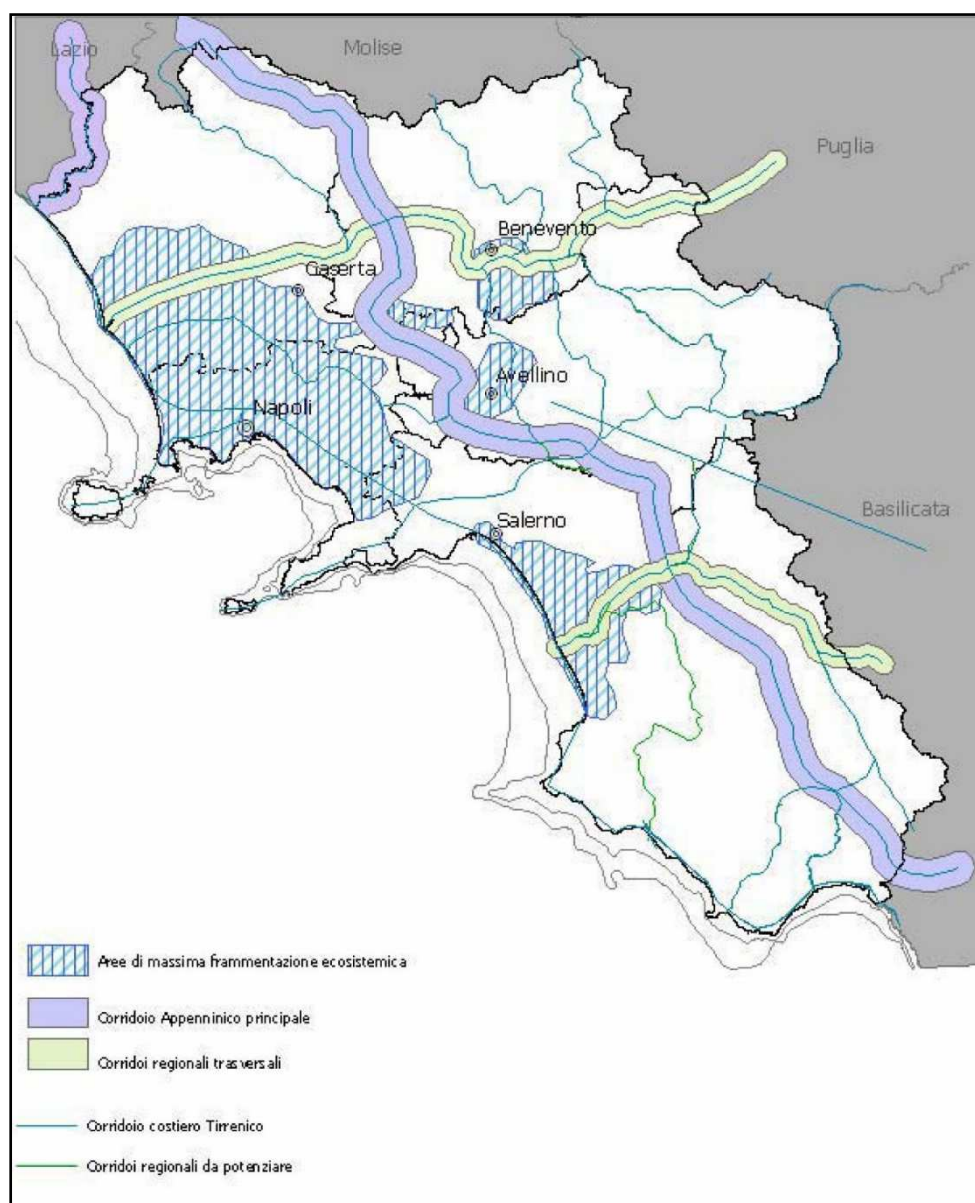 Lazio
Molise
Puglia
Benevento
Caserta
Avellino
Napoli
Basilicata
Salerno
Aree di massima frammentazione ecosistemica
Corridoio Appenninico principale
Corridoi regionali trasversali
Corridoio costiero Tirrenico
Corridoi regionali da potenziare